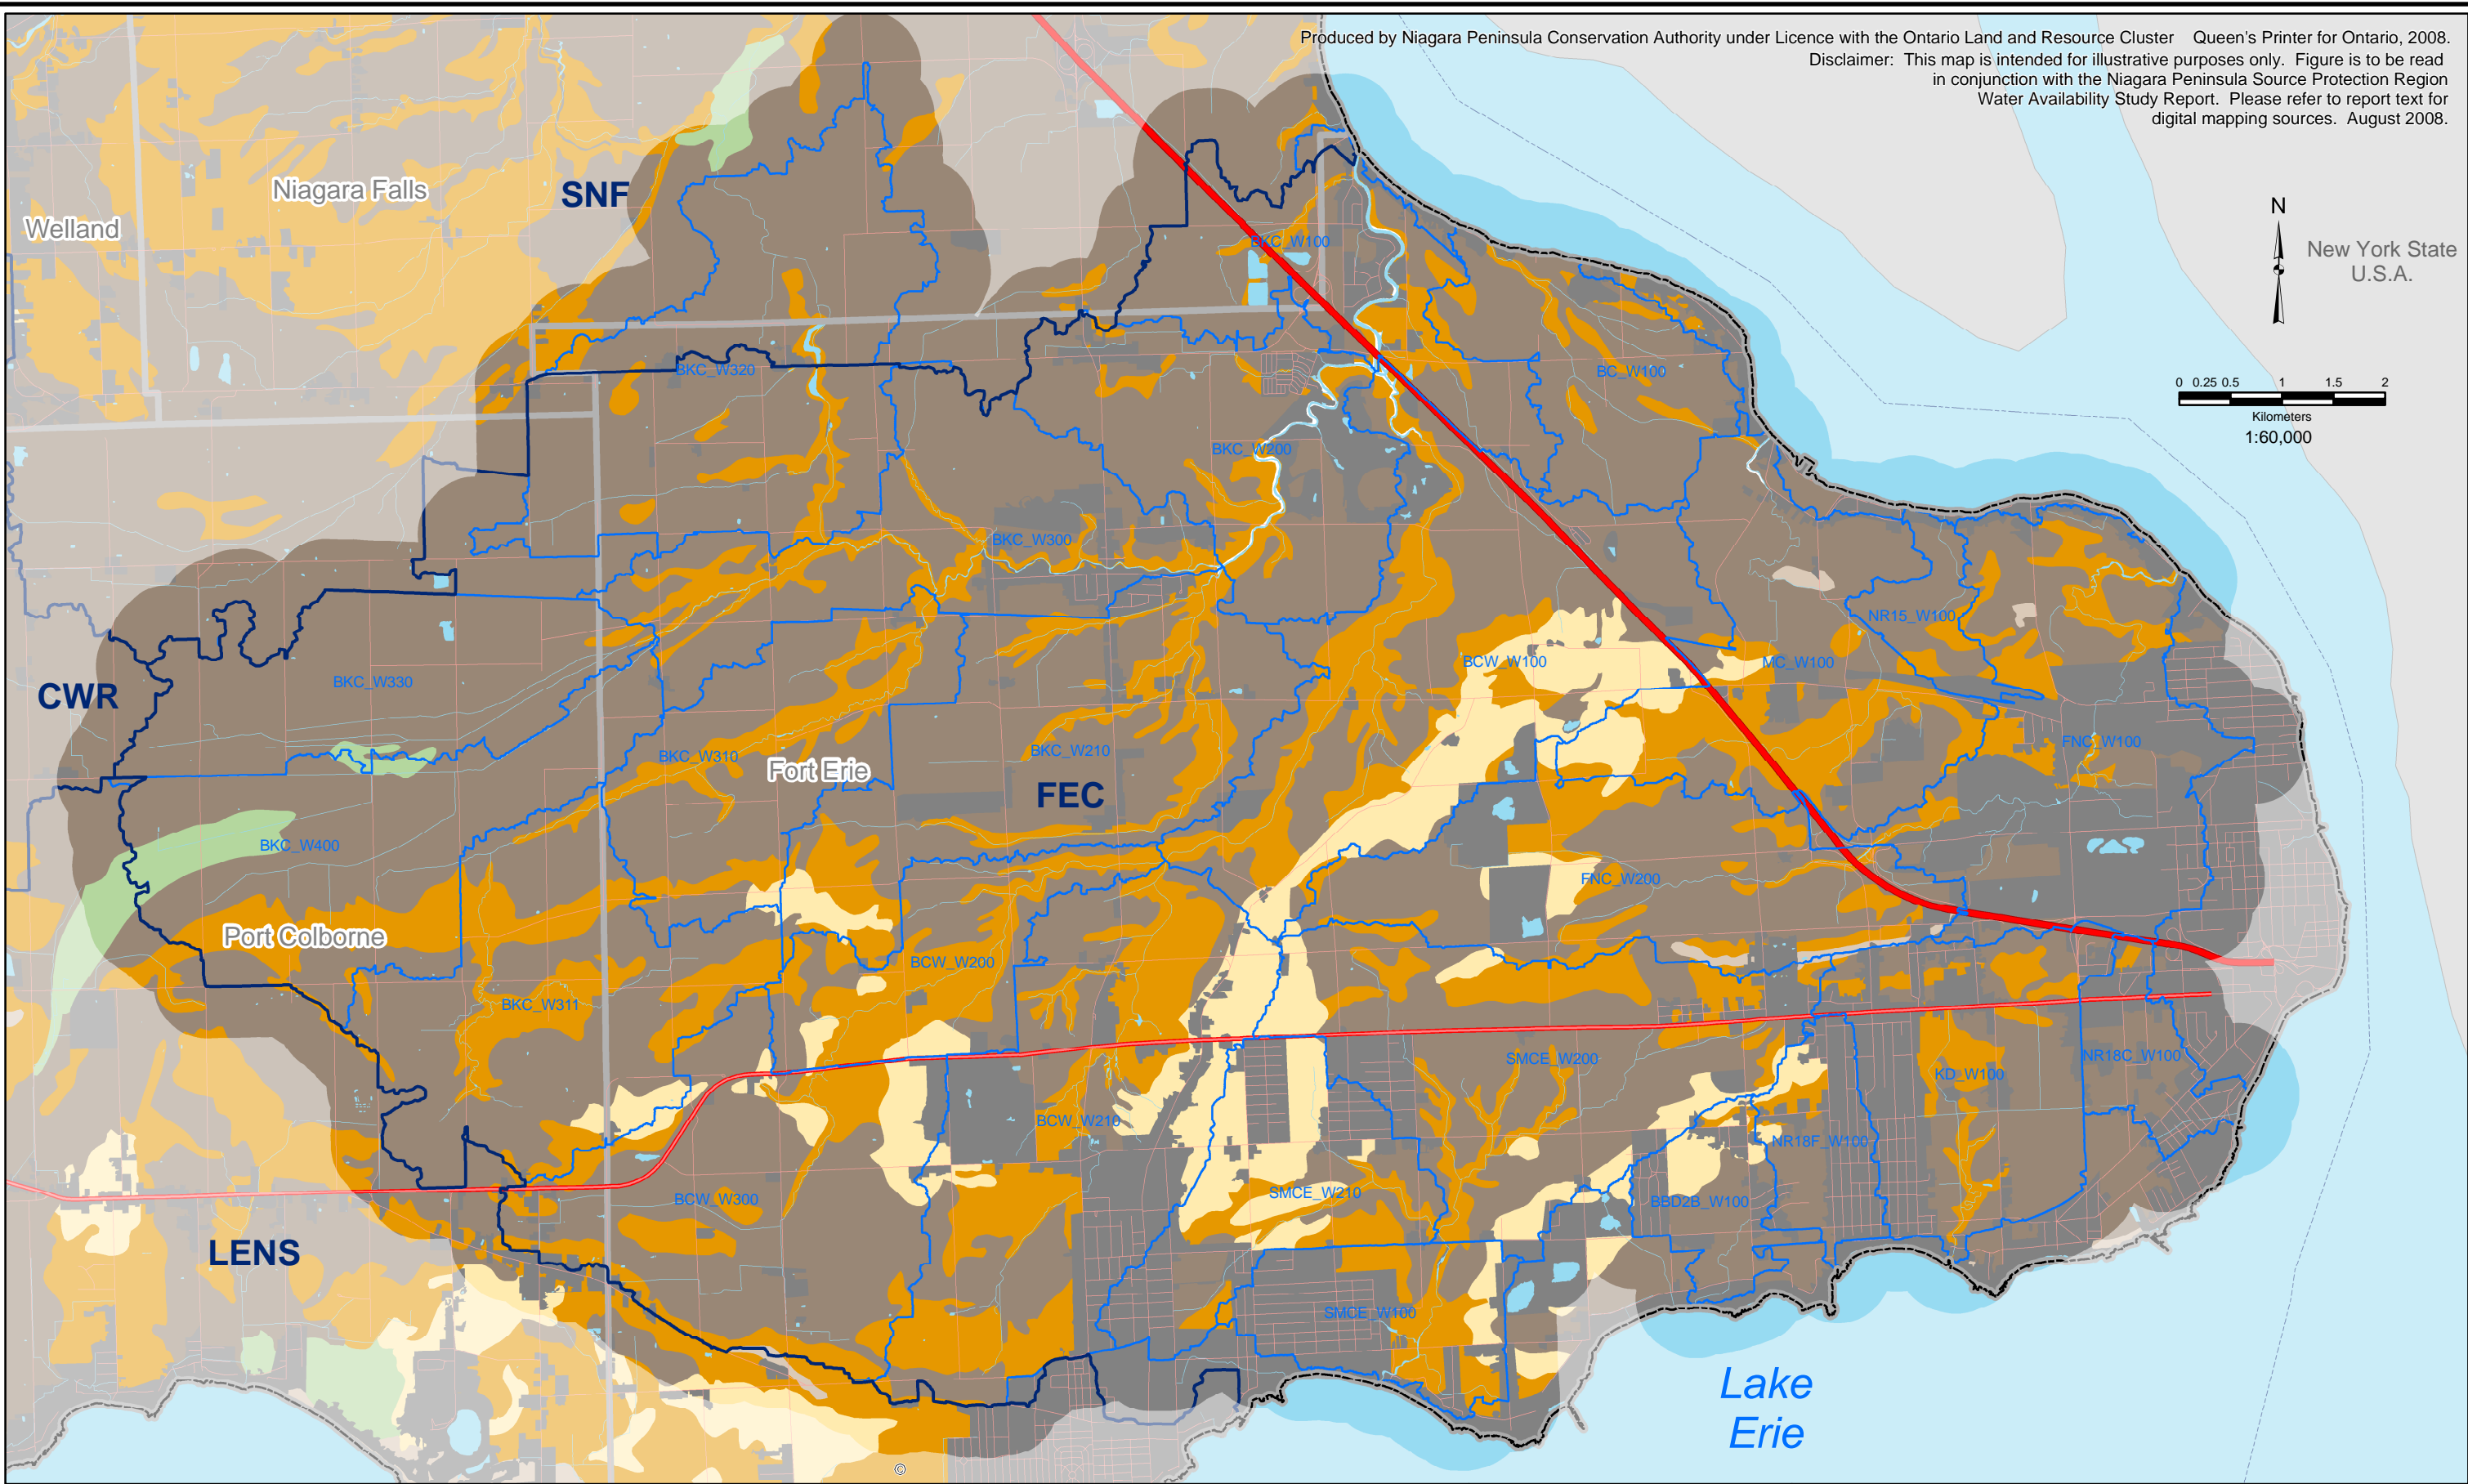 Produced by Niagara Peninsula Conservation Authority under Licence with the Ontario Land and Resource Cluster Queen's Printer for Ontario, 2008.
Disclaimer: This map is intended for illustrative purposes only. Figure is to be read
in conjunction with the Niagara Peninsula Source Protection Region
Water Availability Study Report. Please refer to report text for
digital mapping sources. August 2008.
Niagara Falls
SNF
Welland
N
New York State
U.S.A.
BKC_W100
BKC_W320
BC_W100
0 0.25 0.5 1 1.5 2
Kilometers
1:60,000
BKC_W200
BKC_W300
NR15_W100
BCW_W100
MC_W100
CWR
BKC_W330
BKC_W310
Fort Erie
BKC_W210
FNC_W100
FEC
BKC_W400
FNC_W200
Port Colborne
BCW_W200
BKC_W311
SMCE_W200
NR18C_W100
KD_W100
BCW_W210
NR18F_W100
BCW_W300
SMCE_W210
BBD2B_W100
LENS
SMCE_W100
Lake
Erie
©